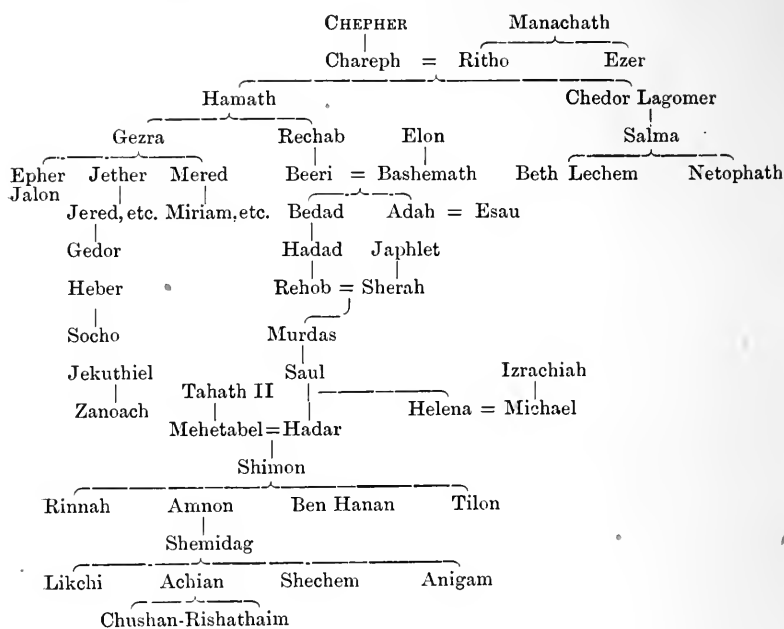 CHEPHER Manachath
Chareph = Ritho Ezer
Hamath Chedor Lagomer
Gezra Rechab Elon Salma
Epher Jether Mered Beeri = Bashemath Beth Lechem Netophath
Jalon
Jered, etc. Miriam, etc. Bedad Adah = Esau
Gedor Hadad Japhlet
Heber Rehob = Sherah
Socho Murdas
Jekuthiel Saul Izrachiah
Tahath II
Zanoach Helena = Michael
Mehetabel=Hadar
Shimon
Rinnah Amnon Ben Hanan Tilon
Shemidag
Likchi Achian Shechem Anigam
Chushan-Rishathaim